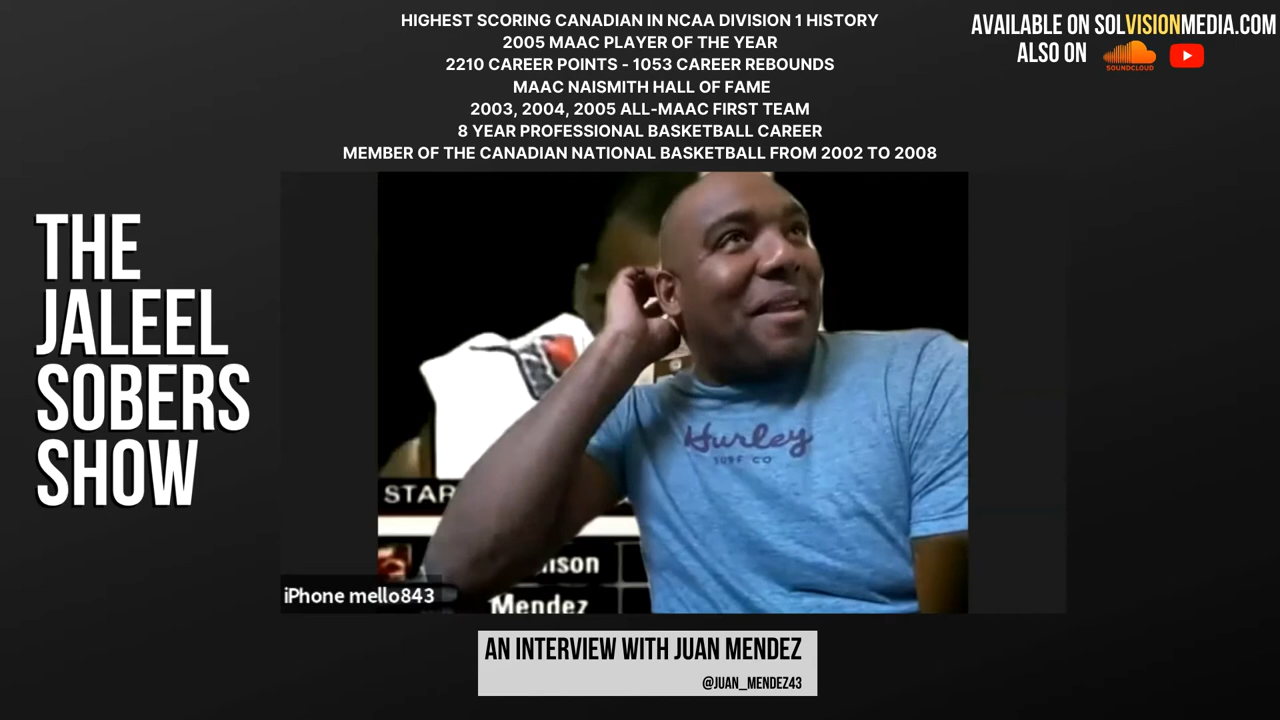 HIGHEST SCORING CANADIAN IN NCAA DIVISION 1 HISTORY
2005 MAAC PLAYER OF THE YEAR
2210 CAREER POINTS - 1053 CAREER REBOUNDS
MAAC NAISMITH HALL OF FAME
2003, 2004, 2005 ALL-MAAC FIRST TEAM
8 YEAR PROFESSIONAL BASKETBALL CAREER
MEMBER OF THE CANADIAN NATIONAL BASKETBALL FROM 2002 TO 2008
AVAILABLE ON SOLVISIONMEDIA.COM
ALSO ON
SOUNDCLOUD
THE
JALEEL
SOBERS
SHOW
Hurley
SURF CO
STAR
nson
Mendez
iPhone mello843
AN INTERVIEW WITH JUAN MENDEZ
@JUAN_MENDEZ43